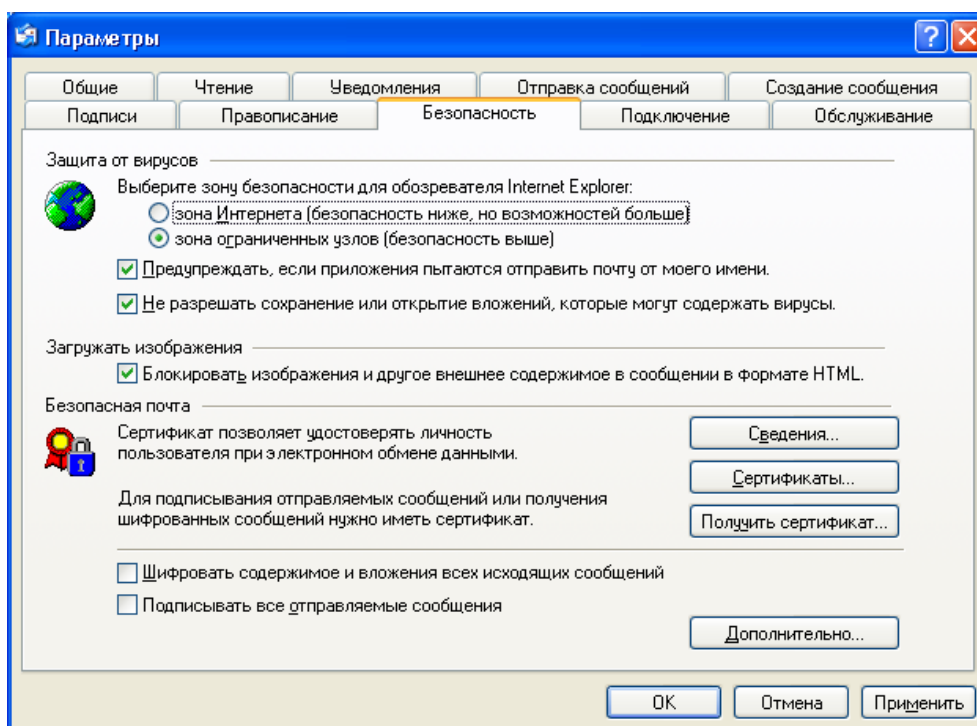 Параметры
Общие Чтение Уведомления Отправка сообщений Создание сообщения
Подписи Правописание Безопасность Подключение Обслуживание
Защита от вирусов
Выберите зону безопасности для обозревателя Internet Explorer:
зона Интернета (безопасность ниже, но возможностей больше)
зона ограниченных узлов (безопасность выше)
Предупреждать, если приложения пытаются отправить почту от моего имени.
Не разрешать сохранение или открытие вложений, которые могут содержать вирусы.
Загружать изображения
Блокировать изображения и другое внешнее содержимое в сообщении в формате HTML.
Безопасная почта
Сертификат позволяет удостоверять личность
пользователя при электронном обмене данными.
Сведения...
Сертификаты...
Для подписывания отправляемых сообщений или получения
шифрованных сообщений нужно иметь сертификат.
Получить сертификат...
Шифровать содержимое и вложения всех исходящих сообщений
Подписывать все отправляемые сообщения
Дополнительно...
OK Отмена Применить